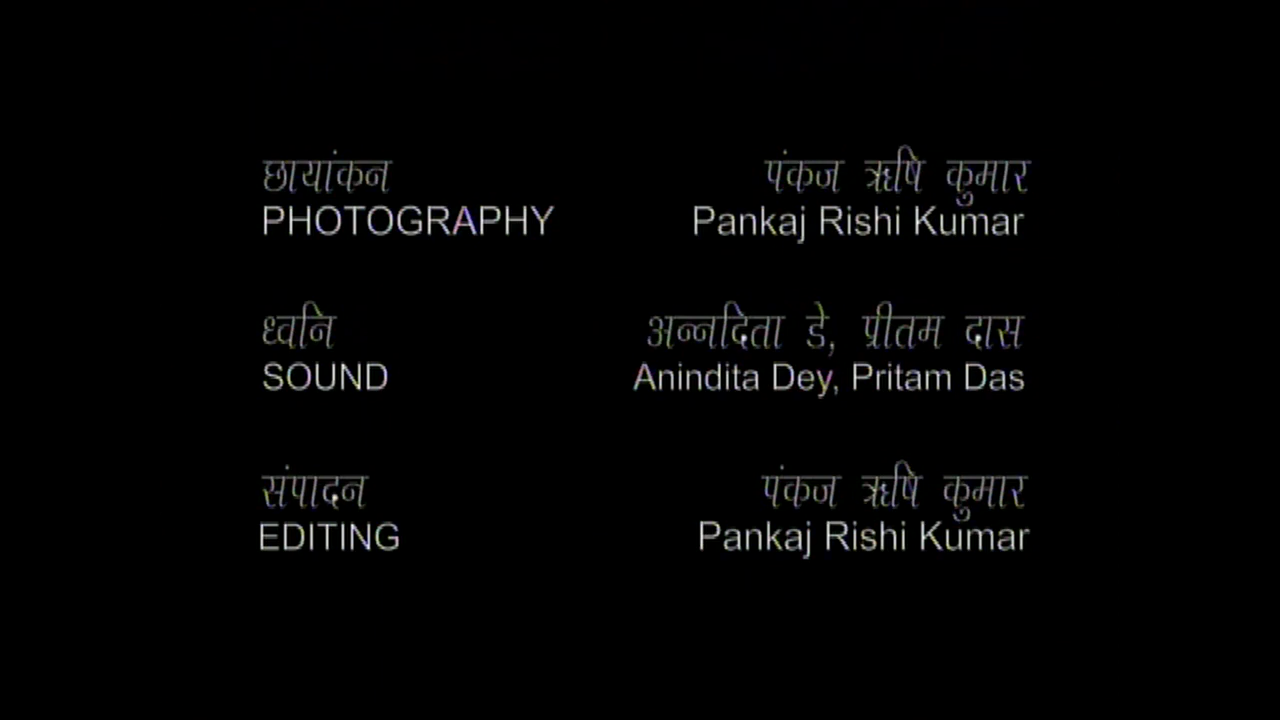 छायांकन पंकज ऋषि कुमार
PHOTOGRAPHY Pankaj Rishi Kumar
ध्वनि अन्नदिता डे, प्रीतम दास
SOUND Anindita Dey, Pritam Das
संपादन पंकज ऋषि कुमार
EDITING Pankaj Rishi Kumar